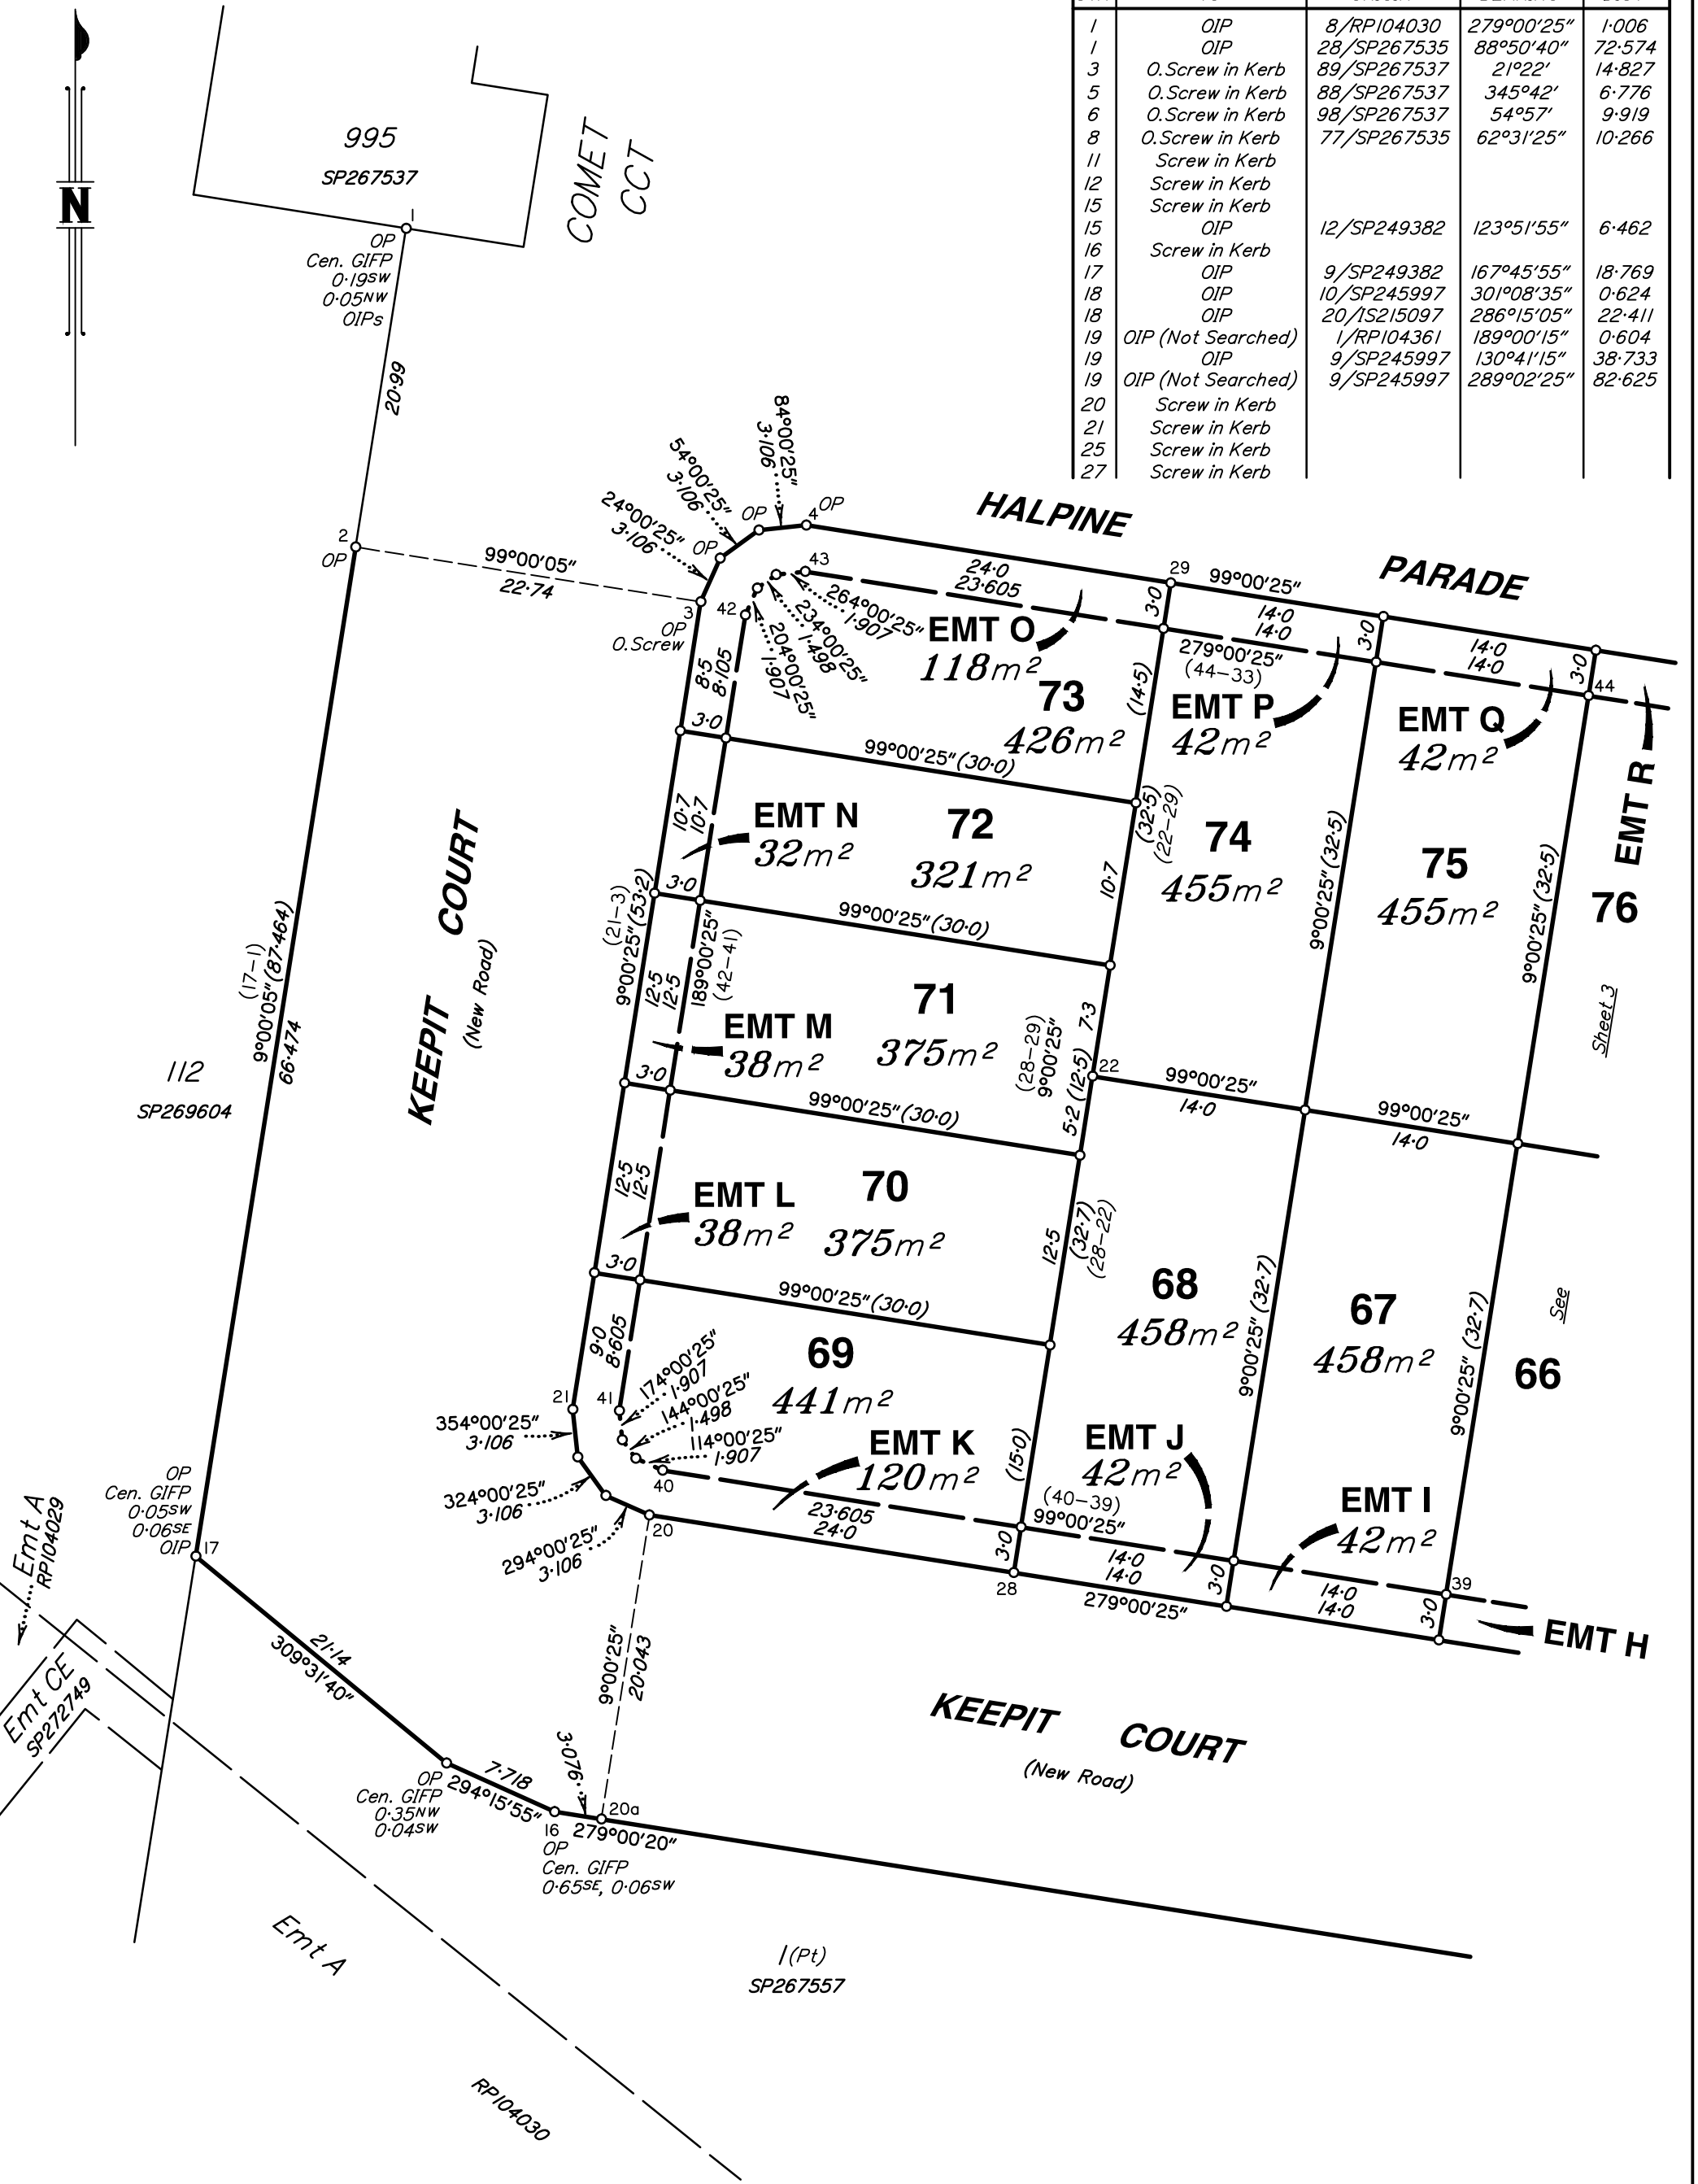 1 OIP 8/RP104030 279°00'25" 1·006
1 OIP 28/SP267535 88°50'40" 72·574
3 O.Screw in Kerb 89/SP267537 21°22' 14·827
5 O.Screw in Kerb 88/SP267537 345°42' 6·776
6 O.Screw in Kerb 98/SP267537 54°57' 9·919
8 O.Screw in Kerb 77/SP267535 62°31'25" 10·266
11 Screw in Kerb
12 Screw in Kerb
15 Screw in Kerb
15 OIP 12/SP249382 123°51'55" 6·462
16 Screw in Kerb
17 OIP 9/SP249382 167°45'55" 18·769
18 OIP 10/SP245997 301°08'35" 0·624
18 OIP 20/IS215097 286°15'05" 22·411
19 OIP (Not Searched) 1/RP104361 189°00'15" 0·604
19 OIP 9/SP245997 130°41'15" 38·733
19 OIP (Not Searched) 9/SP245997 289°02'25" 82·625
20 Screw in Kerb
21 Screw in Kerb
25 Screw in Kerb
27 Screw in Kerb
N
995
SP267537
COMET
CCT
1
OP
Cen. GIFP
0·19SW
0·05NW
OIPs
20·99
2
OP
99°00'05"
22·74
24°00'25"
3·106
54°00'25"
3·106
84°00'25"
3·106
OP
OP
4 OP
3
OP
O.Screw
HALPINE
PARADE
24·0
23·605
29
99°00'25"
14·0
14·0
14·0
14·0
3·0
3·0
3·0
44
43
42
264°00'25"
1·907
234°00'25"
1·498
204°00'25"
1·907
EMT O
118m²
279°00'25"
(44-33)
EMT P
42m²
EMT Q
42m²
EMT R
73
426m²
(14·5)
8·5
8·105
3·0
99°00'25" (30·0)
10·7
10·7
EMT N
32m²
72
321m²
(32·5)
(22-29)
10·7
74
455m²
9°00'25" (32·5)
75
455m²
9°00'25" (32·5)
76
Sheet 3
3·0
99°00'25" (30·0)
(21-3)
9°00'25" (53·2)
189°00'25"
(42-41)
12·5
12·5
EMT M
38m²
71
375m²
7·3
(28-29)
9°00'25"
5·2 (12·5)
22
99°00'25"
14·0
99°00'25"
14·0
KEEPIT COURT
(New Road)
(17-1)
9°00'05" (87·464)
66·474
112
SP269604
3·0
99°00'25" (30·0)
12·5
12·5
EMT L
38m²
70
375m²
12·5
(32·7)
(28-22)
68
458m²
9°00'25" (32·7)
67
458m²
9°00'25" (32·7)
See
66
3·0
99°00'25" (30·0)
9·0
8·605
69
441m²
21
41
174°00'25"
1·907
144°00'25"
1·498
114°00'25"
1·907
40
354°00'25"
3·106
324°00'25"
3·106
294°00'25"
3·106
20
EMT K
120m²
23·605
24·0
(15·0)
3·0
28
EMT J
42m²
(40-39)
99°00'25"
14·0
14·0
279°00'25"
3·0
EMT I
42m²
14·0
14·0
3·0
39
EMT H
OP
Cen. GIFP
0·05SW
0·06SE
OIP 17
Emt A
RP104029
Emt CE
SP272749
21·14
309°31'40"
9°00'25"
20·043
3·076
7·718
294°15'55"
OP
Cen. GIFP
0·35NW
0·04SW
16
20a
279°00'20"
OP
Cen. GIFP
0·65SE, 0·06SW
KEEPIT COURT
(New Road)
Emt A
1(Pt)
SP267557
RP104030